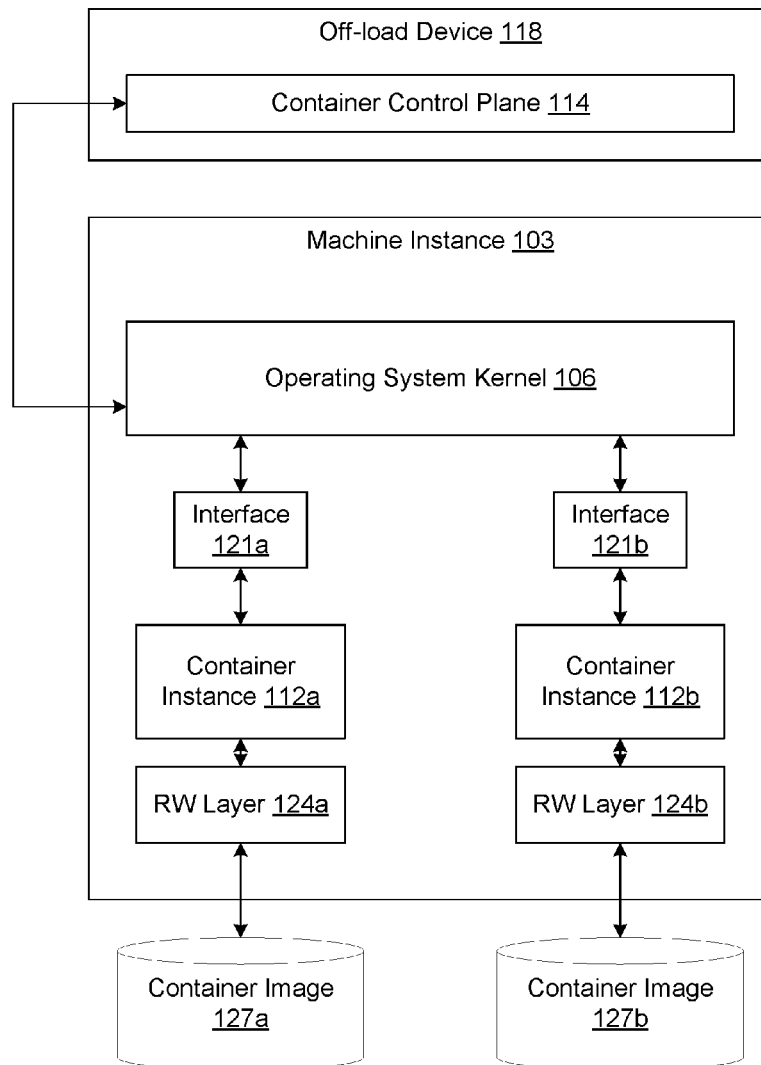 Off-load Device 118
Container Control Plane 114
Machine Instance 103
Operating System Kernel 106
Interface
121a
Interface
121b
Container
Instance 112a
Container
Instance 112b
RW Layer 124a
RW Layer 124b
Container Image
127a
Container Image
127b